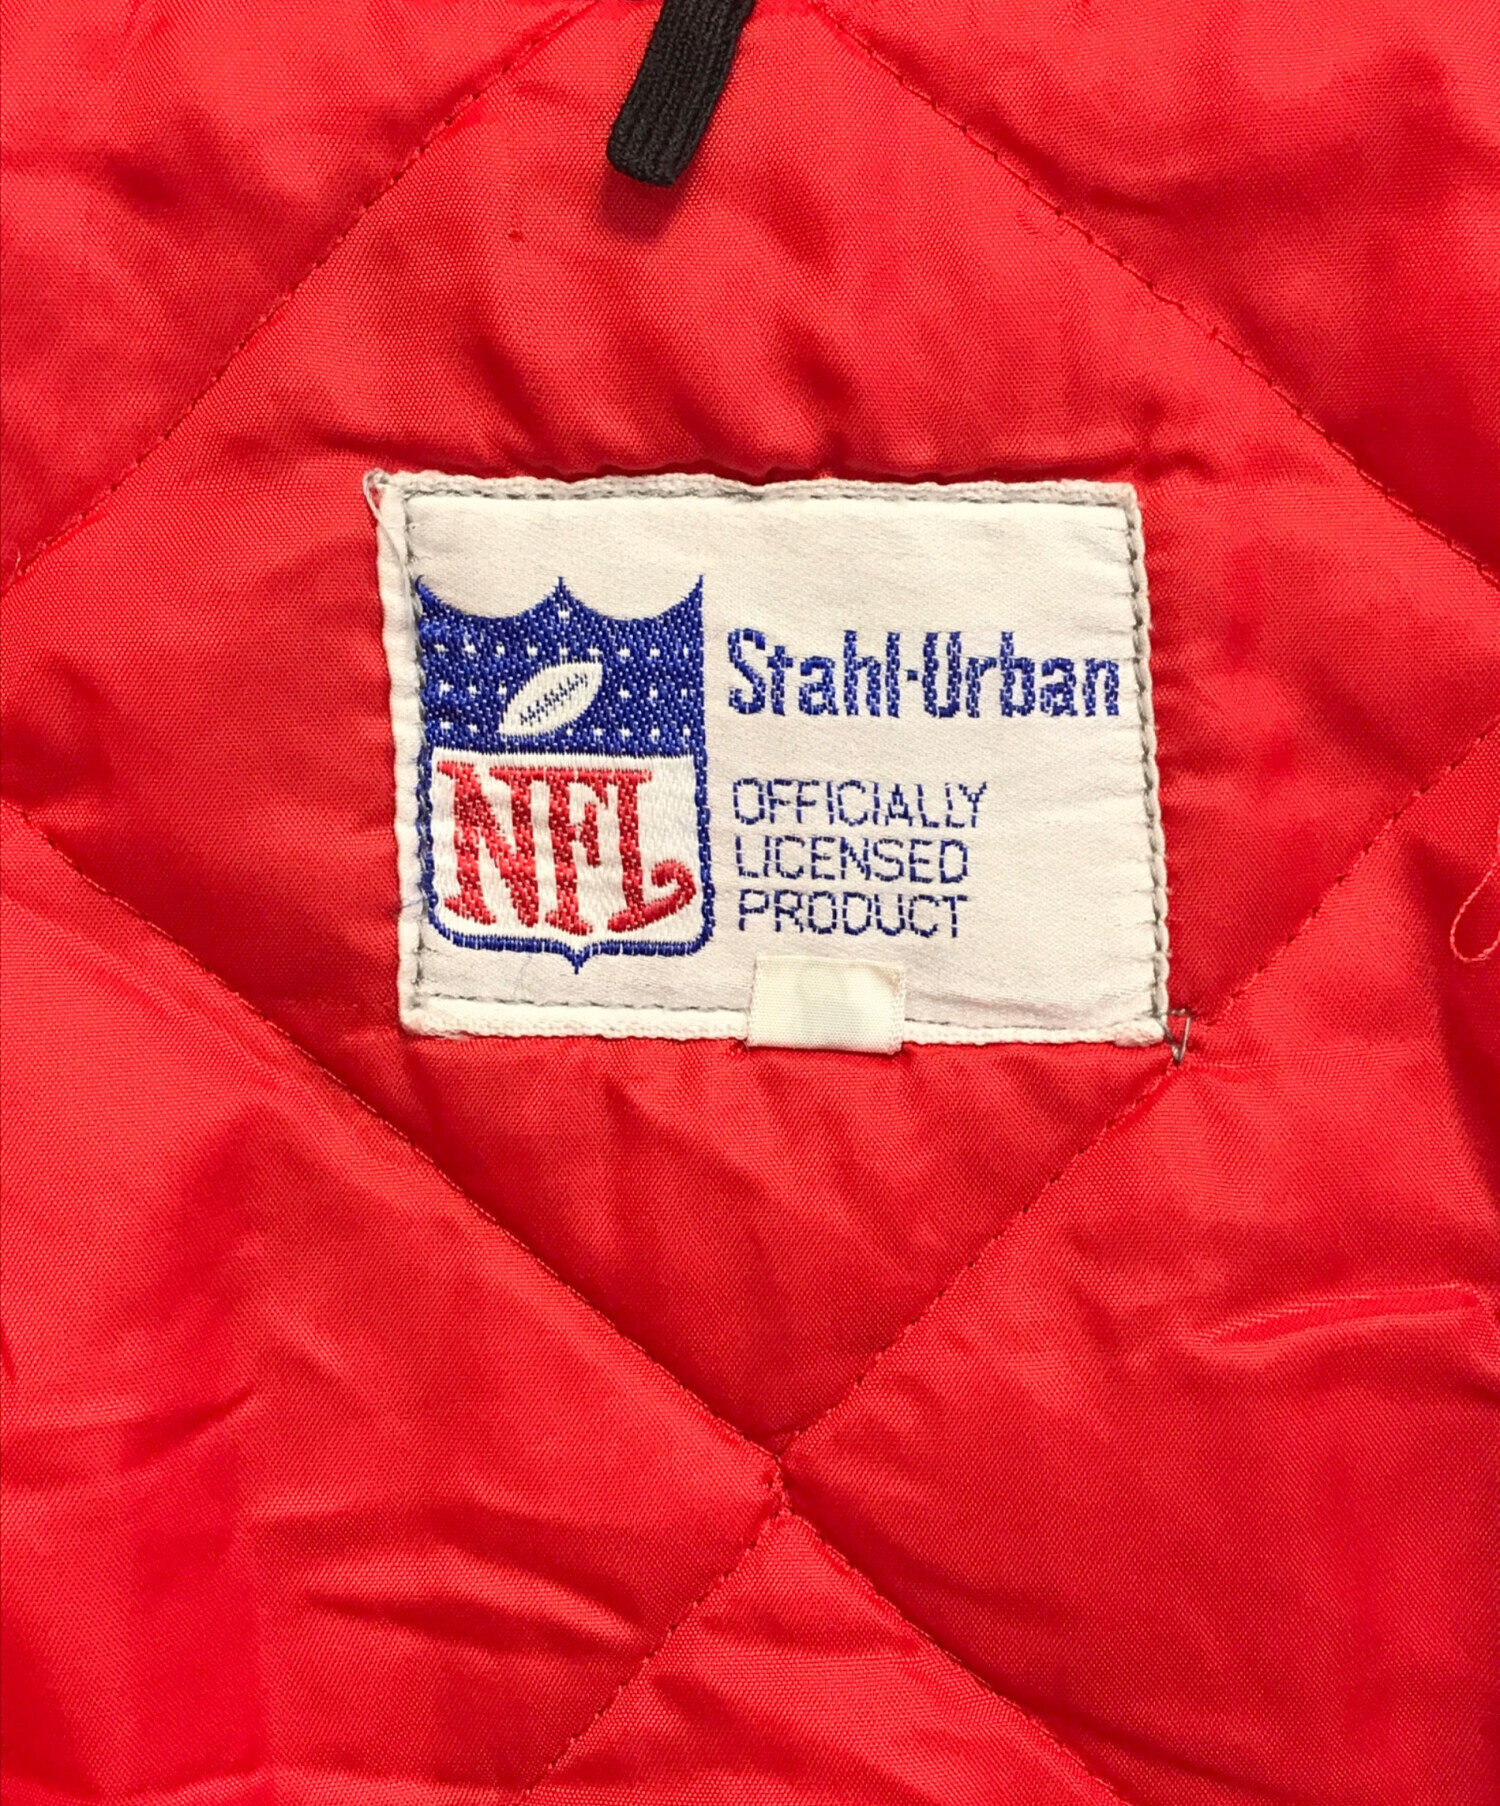 Stahl-Urban
NFL
OFFICIALLY
LICENSED
PRODUCT